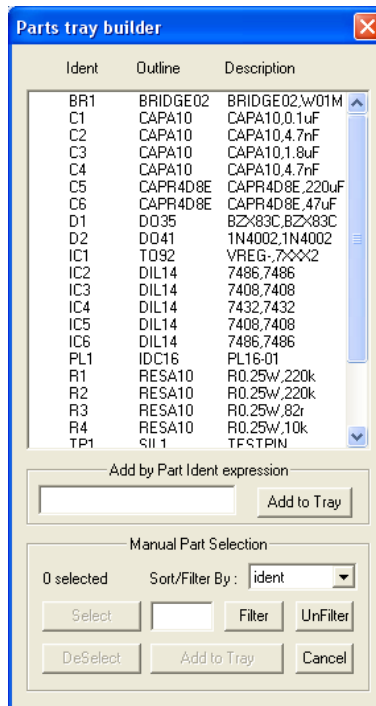 Parts tray builder
Ident Outline Description
BR1 BRIDGE02 BRIDGE02,W01M
C1 CAPA10 CAPA10,0.1uF
C2 CAPA10 CAPA10,4.7nF
C3 CAPA10 CAPA10,1.8uF
C4 CAPA10 CAPA10,4.7nF
C5 CAPR4D8E CAPR4D8E,220uF
C6 CAPR4D8E CAPR4D8E,47uF
D1 DO35 BZX83C,BZX83C
D2 DO41 1N4002,1N4002
IC1 TO92 VREG-,7XXX2
IC2 DIL14 7486,7486
IC3 DIL14 7408,7408
IC4 DIL14 7432,7432
IC5 DIL14 7408,7408
IC6 DIL14 7486,7486
PL1 IDC16 PL16-01
R1 RESA10 R0.25W,220k
R2 RESA10 R0.25W,220k
R3 RESA10 R0.25W,82r
R4 RESA10 R0.25W,10k
TP1 SIL1 TESTPIN
Add by Part Ident expression
Add to Tray
Manual Part Selection
0 selected Sort/Filter By : ident
Select Filter UnFilter
DeSelect Add to Tray Cancel